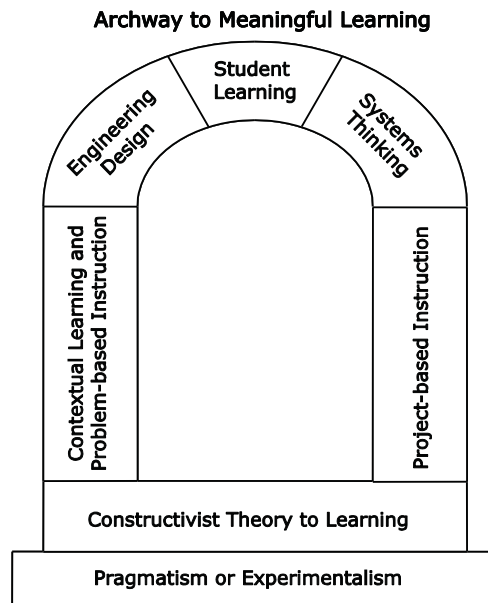 Archway to Meaningful Learning
Student
Learning
Engineering
Design
Systems
Thinking
Contextual Learning and
Problem-based Instruction
Project-based Instruction
Constructivist Theory to Learning
Pragmatism or Experimentalism